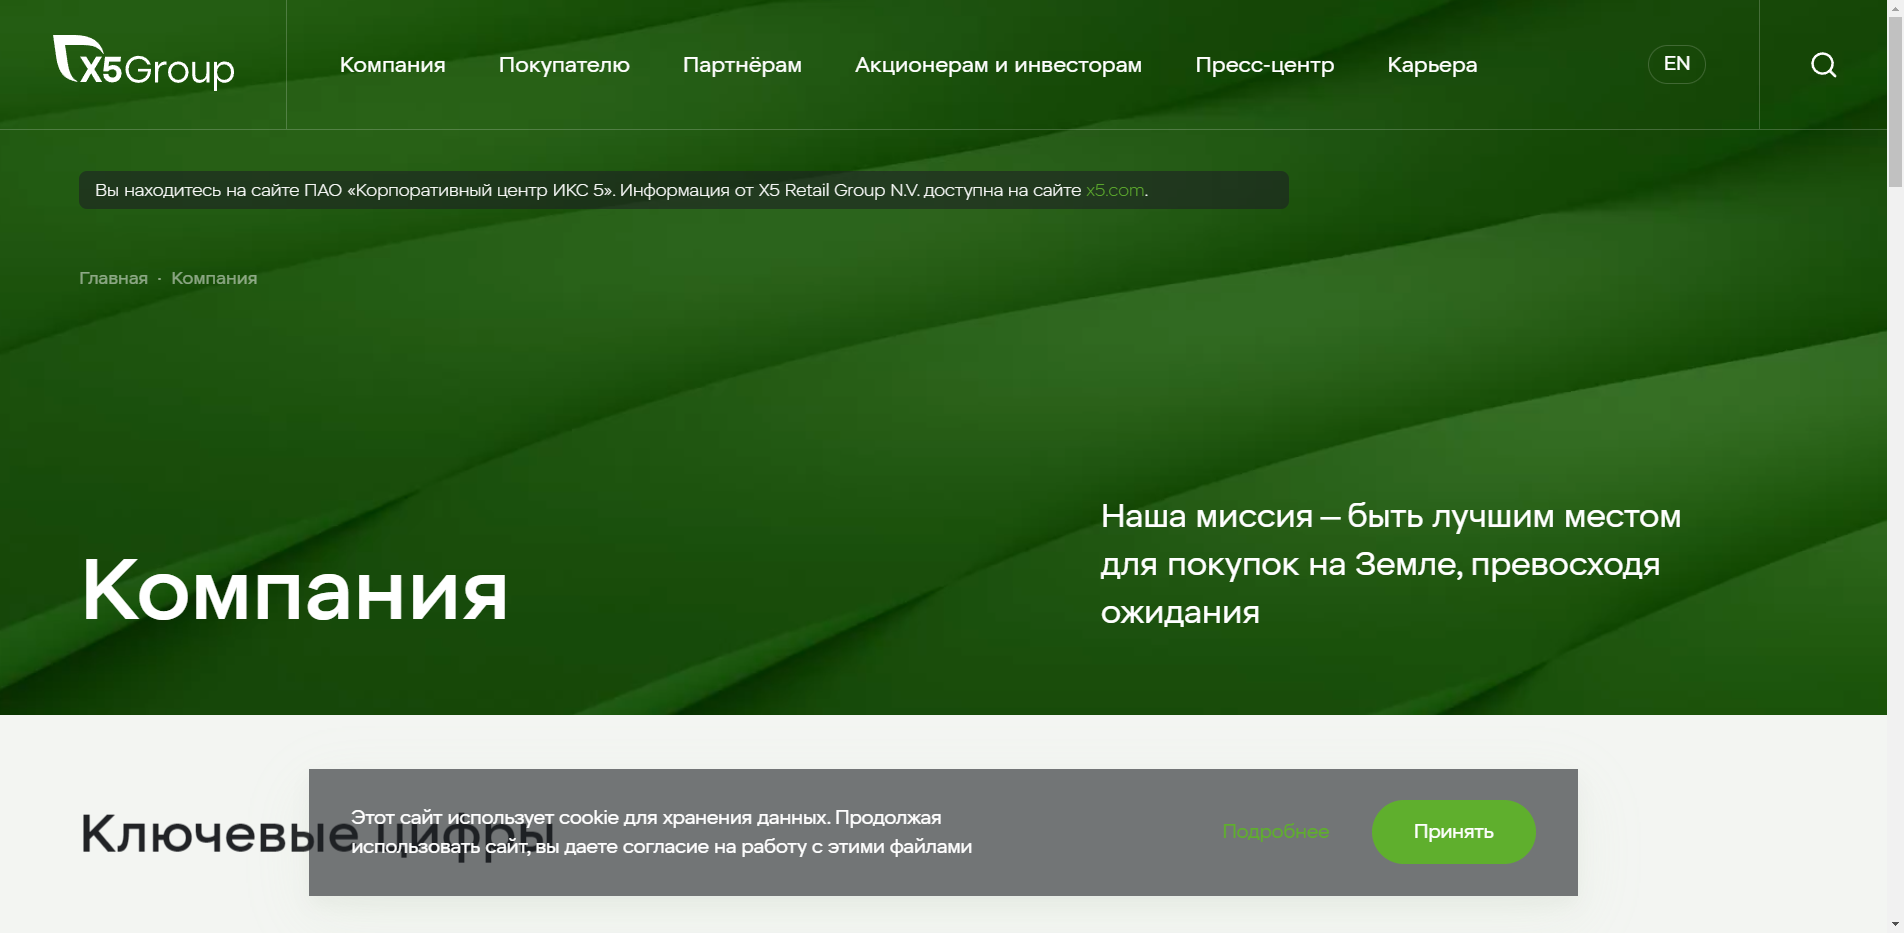 X5Group
Компания
Покупателю
Партнёрам
Акционерам и инвесторам
Пресс-центр
Карьера
EN
Вы находитесь на сайте ПАО «Корпоративный центр ИКС 5». Информация от X5 Retail Group N.V. доступна на сайте x5.com.
Главная · Компания
Компания
Наша миссия – быть лучшим местом
для покупок на Земле, превосходя
ожидания
Ключевые цифры
Этот сайт использует cookie для хранения данных. Продолжая
использовать сайт, вы даете согласие на работу с этими файлами
Подробнее
Принять